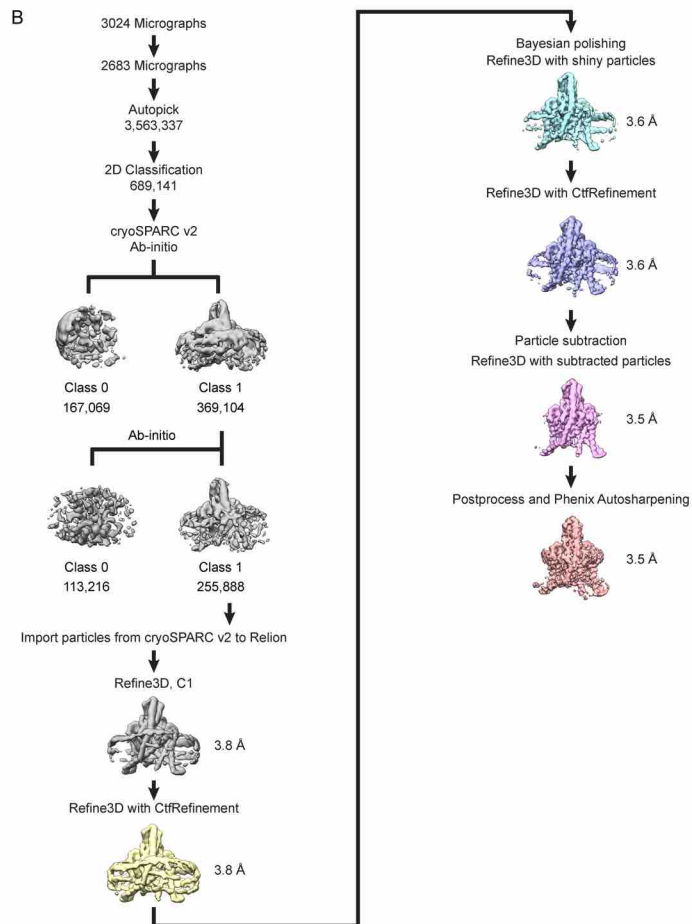 B
3024 Micrographs
2683 Micrographs
Autopick
3,563,337
2D Classification
689,141
cryoSPARC v2
Ab-initio
Class 0
167,069
Class 1
369,104
Ab-initio
Class 0
113,216
Class 1
255,888
Import particles from cryoSPARC v2 to Relion
Refine3D, C1
3.8 Å
Refine3D with CtfRefinement
3.8 Å
Bayesian polishing
Refine3D with shiny particles
3.6 Å
Refine3D with CtfRefinement
3.6 Å
Particle subtraction
Refine3D with subtracted particles
3.5 Å
Postprocess and Phenix Autosharpening
3.5 Å